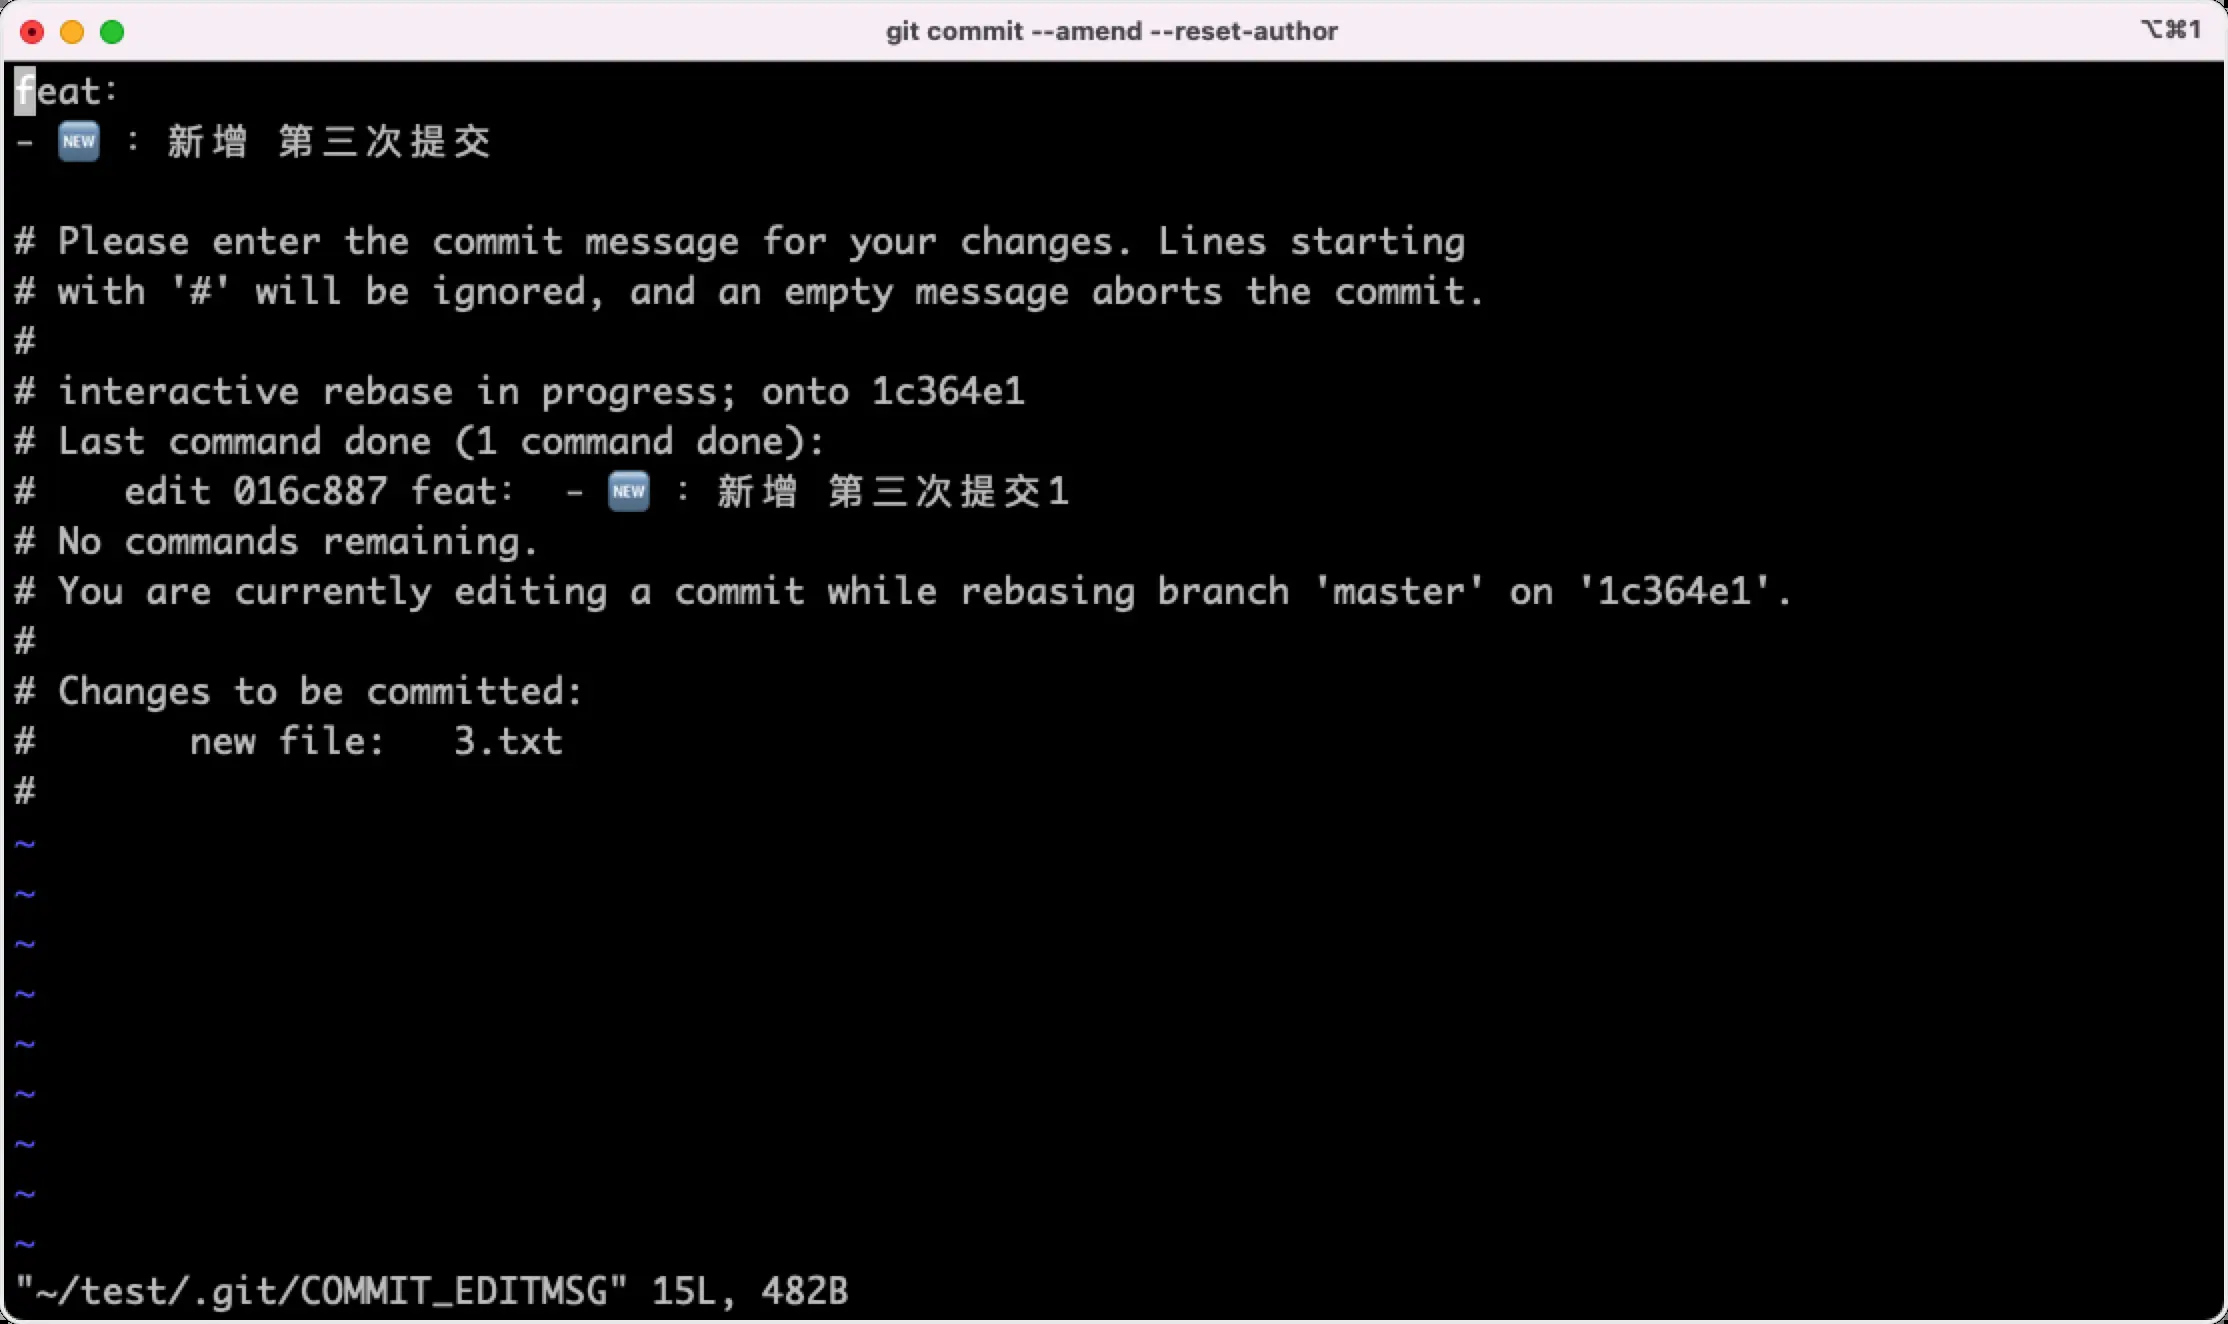 git commit --amend --reset-author
⌥⌘1
feat:
- 🆕 : 新增 第三次提交
# Please enter the commit message for your changes. Lines starting
# with '#' will be ignored, and an empty message aborts the commit.
#
# interactive rebase in progress; onto 1c364e1
# Last command done (1 command done):
#    edit 016c887 feat:  - 🆕 : 新增 第三次提交1
# No commands remaining.
# You are currently editing a commit while rebasing branch 'master' on '1c364e1'.
#
# Changes to be committed:
#       new file:   3.txt
#
~
~
~
~
~
~
~
~
~
"~/test/.git/COMMIT_EDITMSG" 15L, 482B